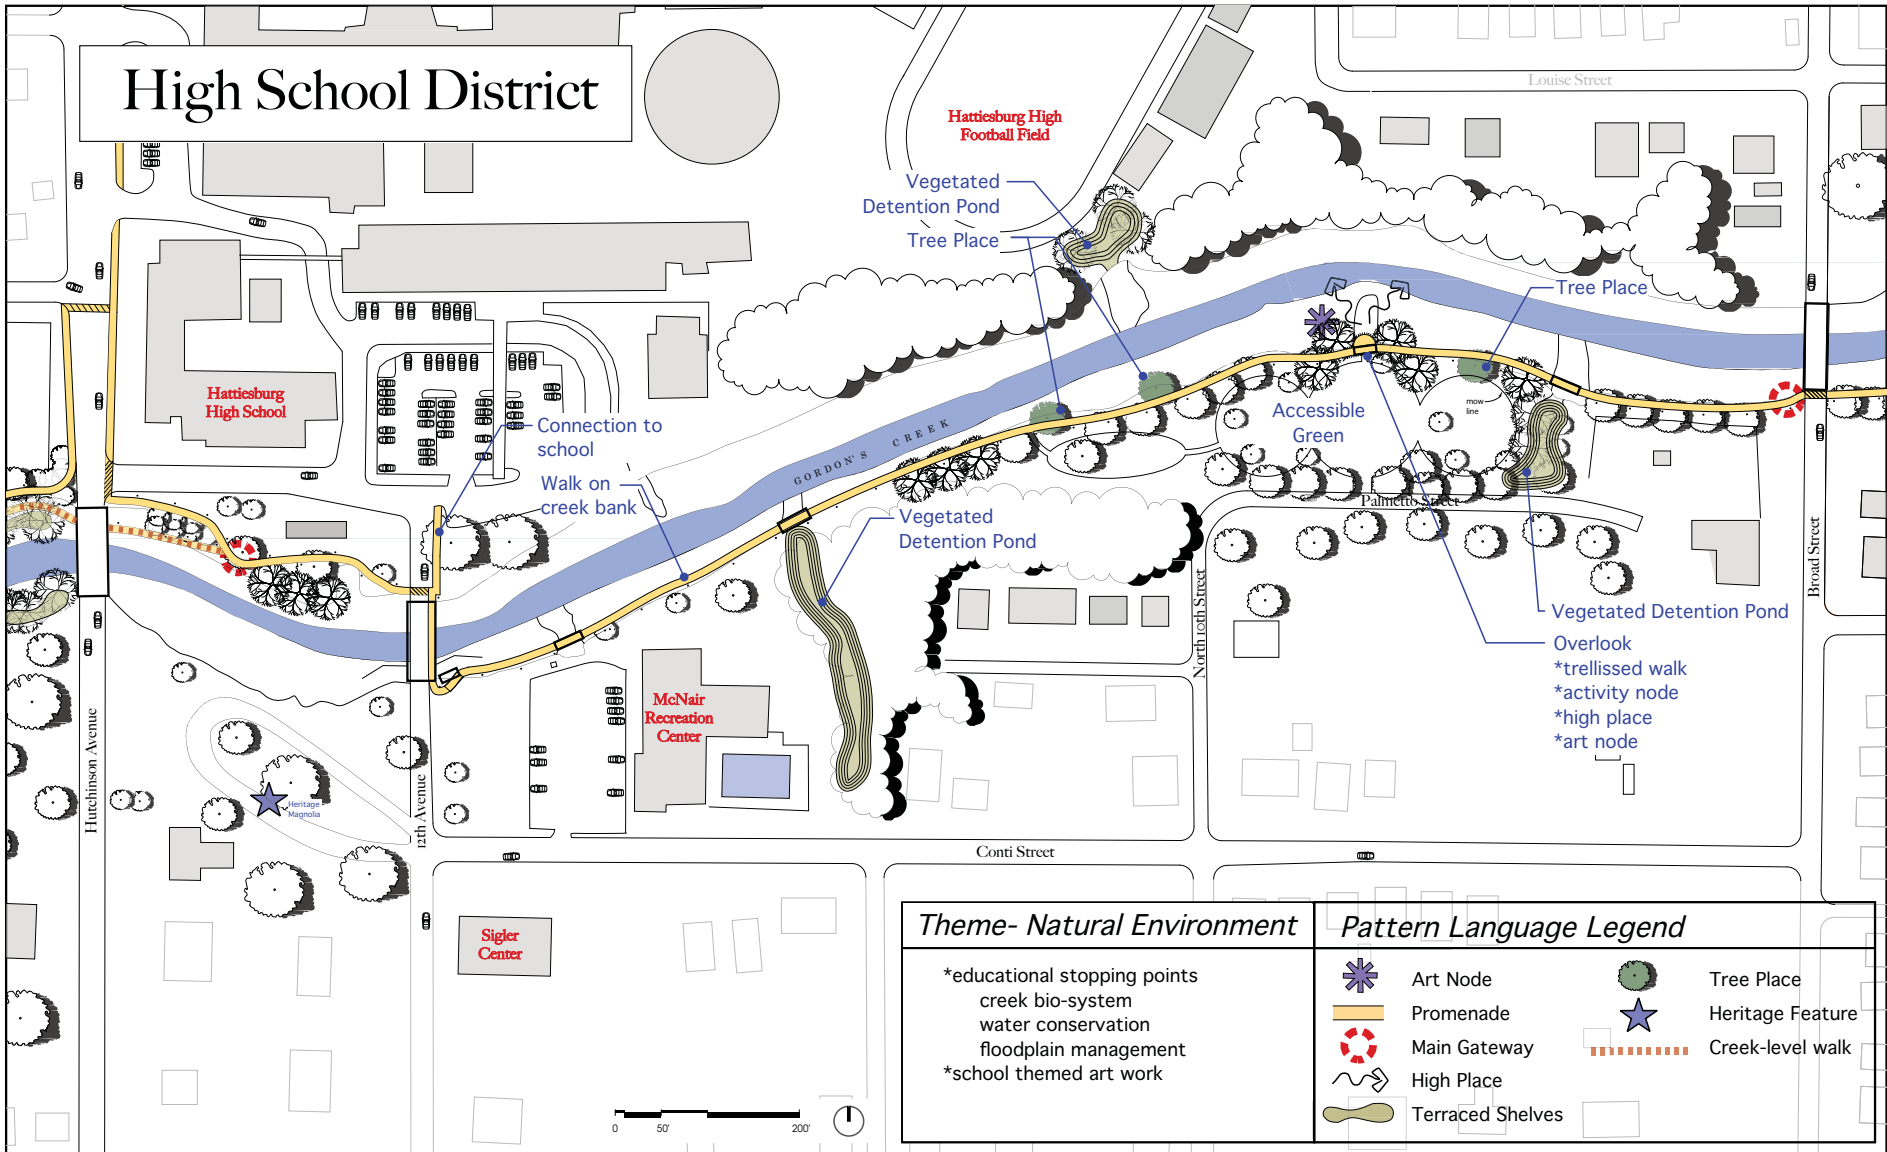 High School District
Louise Street
Hattiesburg High
Football Field
Vegetated
Detention Pond
Tree Place
Tree Place
Hattiesburg
High School
mow
line
Accessible
Green
Connection to
school
GORDON'S CREEK
Walk on
creek bank
Palmetto Street
Vegetated
Detention Pond
Broad Street
North 10th Street
Vegetated Detention Pond
Overlook
*trellissed walk
*activity node
*high place
*art node
McNair
Recreation
Center
Hutchinson Avenue
12th Avenue
Heritage
Magnolia
Conti Street
Sigler
Center
Theme- Natural Environment
*educational stopping points
creek bio-system
water conservation
floodplain management
*school themed art work
Pattern Language Legend
Art Node
Promenade
Main Gateway
High Place
Terraced Shelves
Tree Place
Heritage Feature
Creek-level walk
0 50' 200'